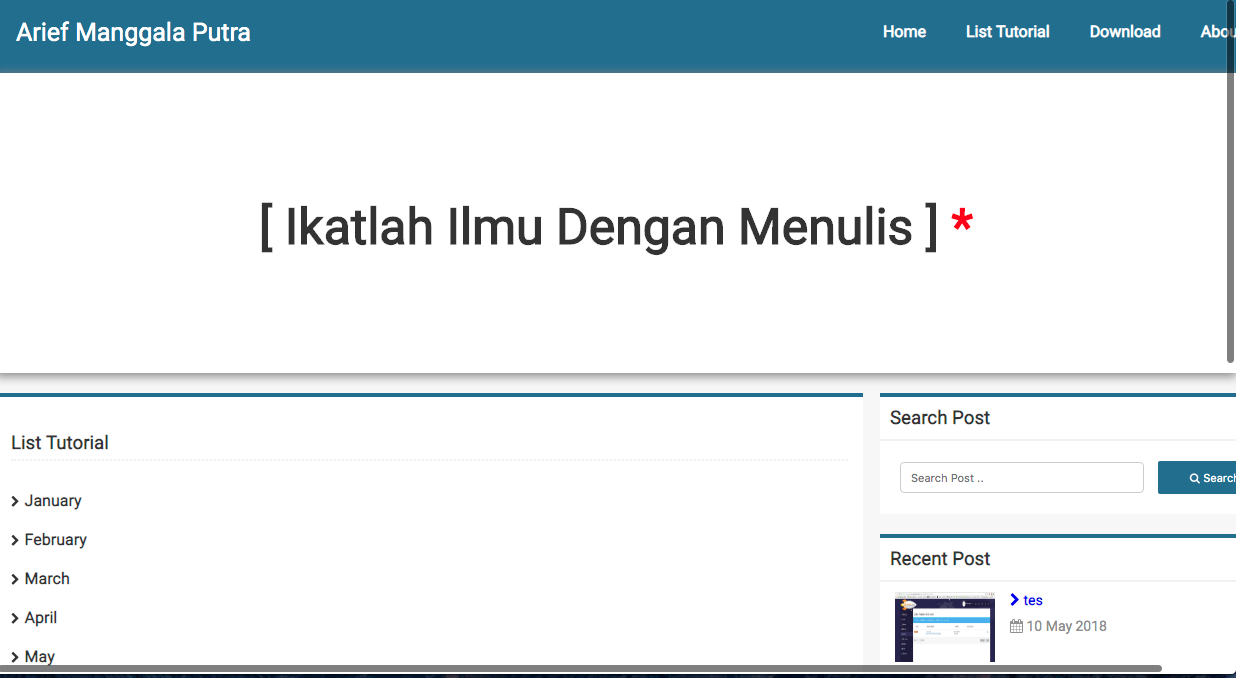 Arief Manggala Putra
Home List Tutorial Download Abou
[ Ikatlah Ilmu Dengan Menulis ] *
List Tutorial
January
February
March
April
May
Search Post
Search Post ..
Search
Recent Post
tes
10 May 2018